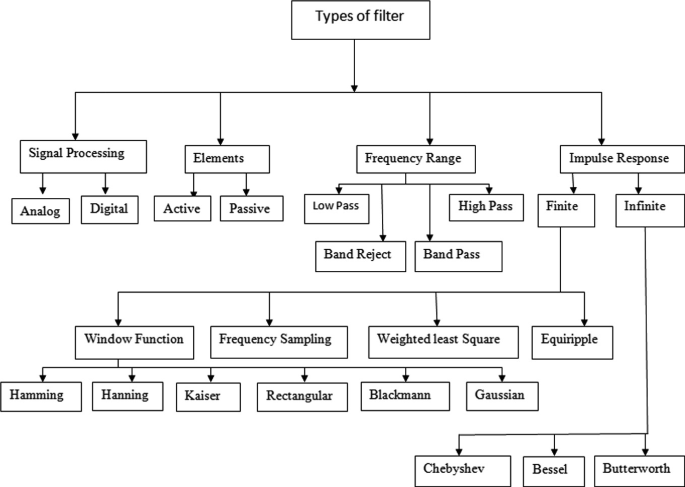 Types of filter
Signal Processing
Elements
Frequency Range
Impulse Response
Analog
Digital
Active
Passive
Low Pass
High Pass
Finite
Infinite
Band Reject
Band Pass
Window Function
Frequency Sampling
Weighted least Square
Equiripple
Hamming
Hanning
Kaiser
Rectangular
Blackmann
Gaussian
Chebyshev
Bessel
Butterworth